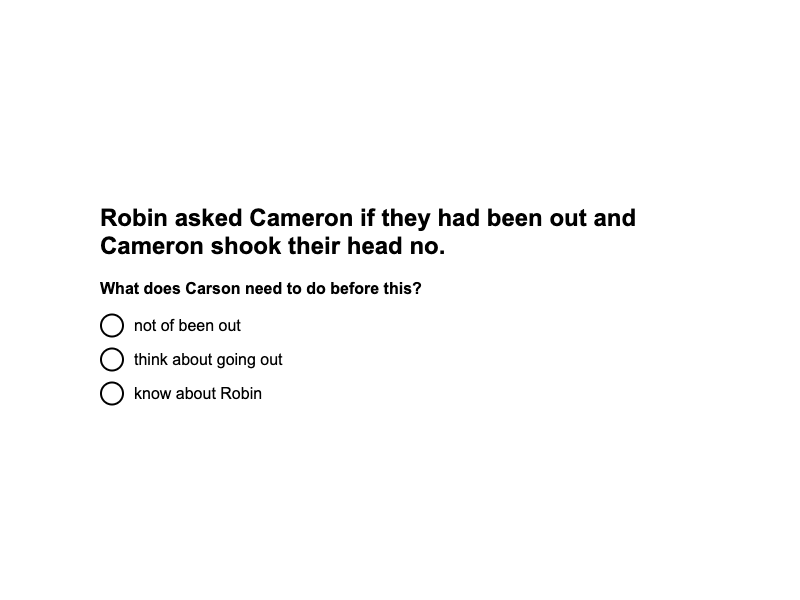 Robin asked Cameron if they had been out and
Cameron shook their head no.
What does Carson need to do before this?
not of been out
think about going out
know about Robin